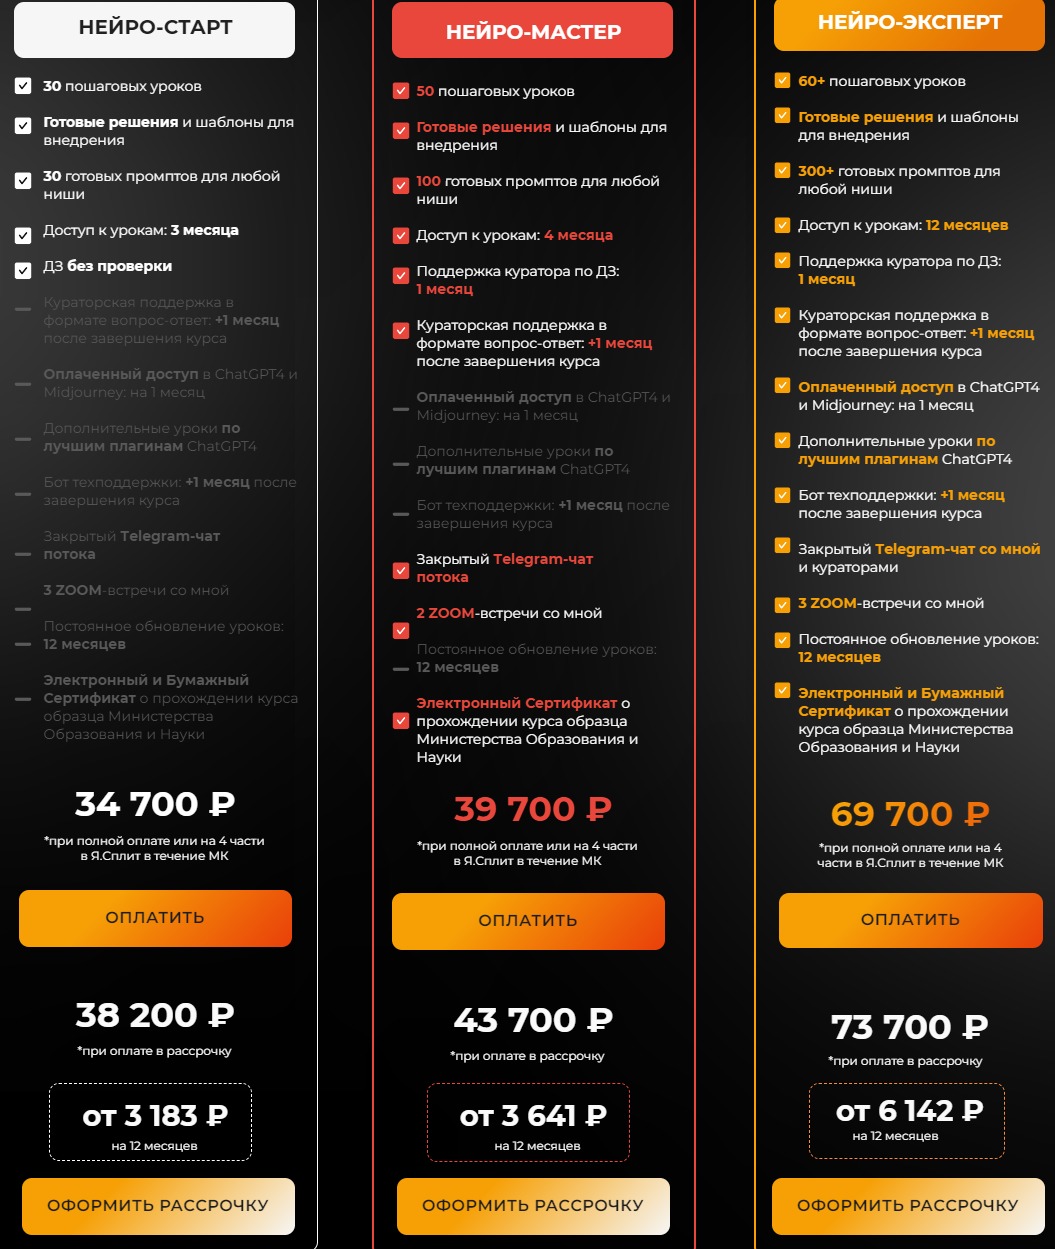 НЕЙРО-СТАРТ
30 пошаговых уроков
Готовые решения и шаблоны для
внедрения
30 готовых промптов для любой
ниши
Доступ к урокам: 3 месяца
ДЗ без проверки
Кураторская поддержка в
формате вопрос-ответ: +1 месяц
после завершения курса
Оплаченный доступ в ChatGPT4 и
Midjourney: на 1 месяц
Дополнительные уроки по
лучшим плагинам ChatGPT4
Бот техподдержки: +1 месяц после
завершения курса
Закрытый Telegram-чат
потока
3 ZOOM-встречи со мной
Постоянное обновление уроков:
12 месяцев
Электронный и Бумажный
Сертификат о прохождении курса
образца Министерства
Образования и Науки
34 700 ₽
*при полной оплате или на 4 части
в Я.Сплит в течение МК
ОПЛАТИТЬ
38 200 ₽
*при оплате в рассрочку
от 3 183 ₽
на 12 месяцев
ОФОРМИТЬ РАССРОЧКУ
НЕЙРО-МАСТЕР
50 пошаговых уроков
Готовые решения и шаблоны для
внедрения
100 готовых промптов для любой
ниши
Доступ к урокам: 4 месяца
Поддержка куратора по ДЗ:
1 месяц
Кураторская поддержка в
формате вопрос-ответ: +1 месяц
после завершения курса
Оплаченный доступ в ChatGPT4 и
Midjourney: на 1 месяц
Дополнительные уроки по
лучшим плагинам ChatGPT4
Бот техподдержки: +1 месяц после
завершения курса
Закрытый Telegram-чат
потока
2 ZOOM-встречи со мной
Постоянное обновление уроков:
12 месяцев
Электронный Сертификат о
прохождении курса образца
Министерства Образования и
Науки
39 700 ₽
*при полной оплате или на 4 части
в Я.Сплит в течение МК
ОПЛАТИТЬ
43 700 ₽
*при оплате в рассрочку
от 3 641 ₽
на 12 месяцев
ОФОРМИТЬ РАССРОЧКУ
НЕЙРО-ЭКСПЕРТ
60+ пошаговых уроков
Готовые решения и шаблоны
для внедрения
300+ готовых промптов для
любой ниши
Доступ к урокам: 12 месяцев
Поддержка куратора по ДЗ:
1 месяц
Кураторская поддержка в
формате вопрос-ответ: +1 месяц
после завершения курса
Оплаченный доступ в ChatGPT4
и Midjourney: на 1 месяц
Дополнительные уроки по
лучшим плагинам ChatGPT4
Бот техподдержки: +1 месяц
после завершения курса
Закрытый Telegram-чат со мной
и кураторами
3 ZOOM-встречи со мной
Постоянное обновление уроков:
12 месяцев
Электронный и Бумажный
Сертификат о прохождении
курса образца Министерства
Образования и Науки
69 700 ₽
*при полной оплате или на 4
части в Я.Сплит в течение МК
ОПЛАТИТЬ
73 700 ₽
*при оплате в рассрочку
от 6 142 ₽
на 12 месяцев
ОФОРМИТЬ РАССРОЧКУ